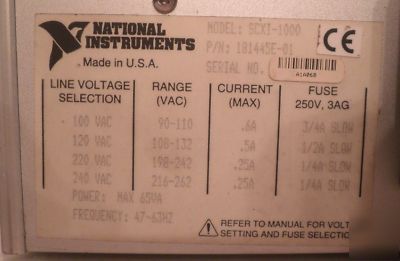 NATIONAL INSTRUMENTS
Made in U.S.A.
MODEL: SCXI-1000
P/N: 181445E-01
SERIAL NO.
CE
LINE VOLTAGE SELECTION RANGE (VAC) CURRENT (MAX) FUSE 250V, 3AG
100 VAC 90-110 .6A 3/4A SLOW
120 VAC 108-132 .5A 1/2A SLOW
220 VAC 198-242 .25A 1/4A SLOW
240 VAC 216-262 .25A 1/4A SLOW
POWER: MAX 65VA
FREQUENCY: 47-63HZ
REFER TO MANUAL FOR VOLT
SETTING AND FUSE SELECTIO